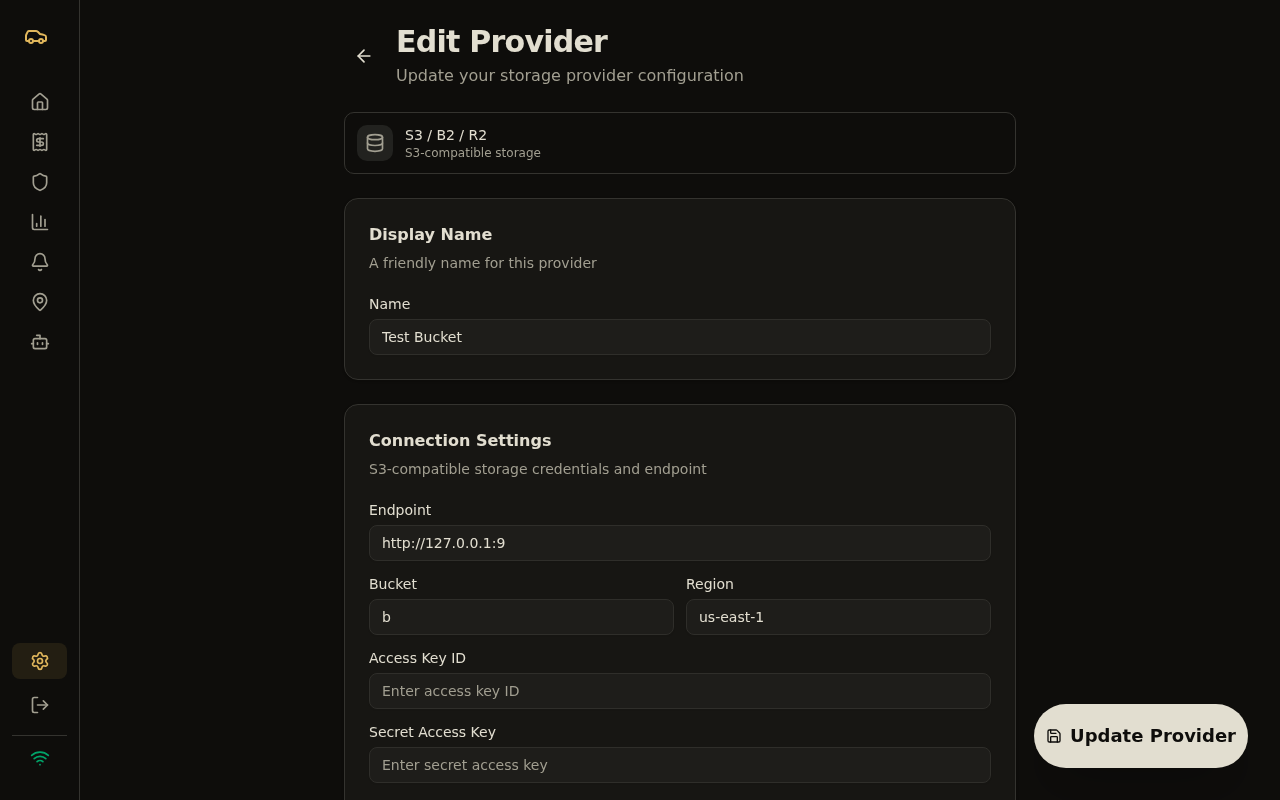 Edit Provider
Update your storage provider configuration
S3 / B2 / R2
S3-compatible storage
Display Name
A friendly name for this provider
Name
Test Bucket
Connection Settings
S3-compatible storage credentials and endpoint
Endpoint
http://127.0.0.1:9
Bucket
Region
b
us-east-1
Access Key ID
Enter access key ID
Secret Access Key
Enter secret access key
Update Provider